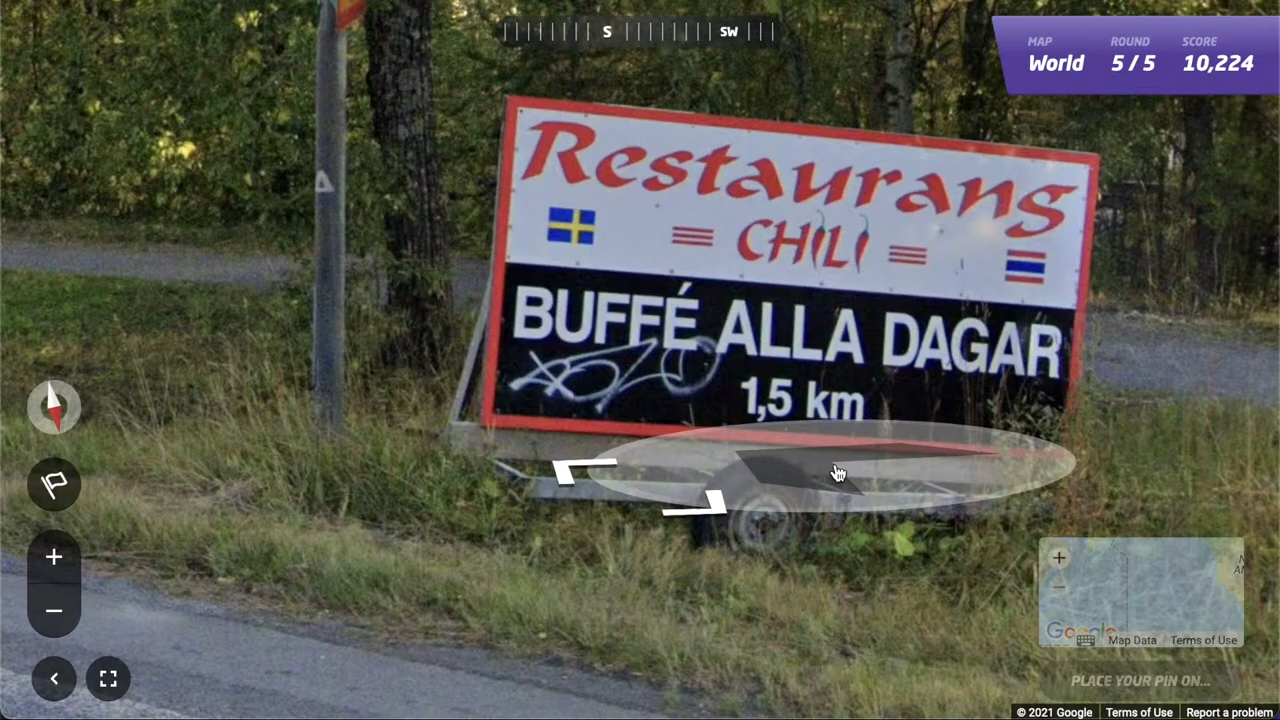 S
SW
MAP
World
ROUND
5 / 5
SCORE
10,224
Restaurang
CHILI
BUFFÉ ALLA DAGAR
1,5 km
+
−
+
−
Google
Map Data
Terms of Use
PLACE YOUR PIN ON...
© 2021 Google
Terms of Use
Report a problem